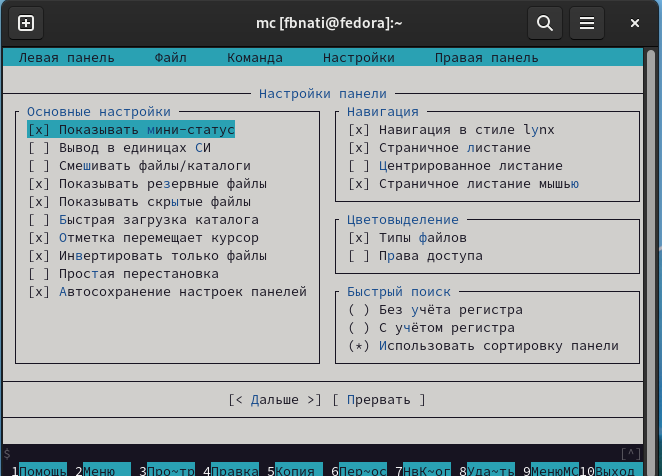 mc [fbnati@fedora]:~
Левая панель Файл Команда Настройки Правая панель
Настройки панели
Основные настройки
[x] Показывать мини-статус
[ ] Вывод в единицах СИ
[ ] Смешивать файлы/каталоги
[x] Показывать резервные файлы
[x] Показывать скрытые файлы
[ ] Быстрая загрузка каталога
[x] Отметка перемещает курсор
[x] Инвертировать только файлы
[ ] Простая перестановка
[x] Автосохранение настроек панелей
Навигация
[x] Навигация в стиле lynx
[x] Страничное листание
[ ] Центрированное листание
[x] Страничное листание мышью
Цветовыделение
[x] Типы файлов
[ ] Права доступа
Быстрый поиск
( ) Без учёта регистра
( ) С учётом регистра
(*) Использовать сортировку панели
[< Дальше >] [ Прервать ]
$ [^]
1Помощь 2Меню 3Про~тр 4Правка 5Копия 6Пер~ос 7НвК~ог 8Уда~ть 9МенюMC 10Выход